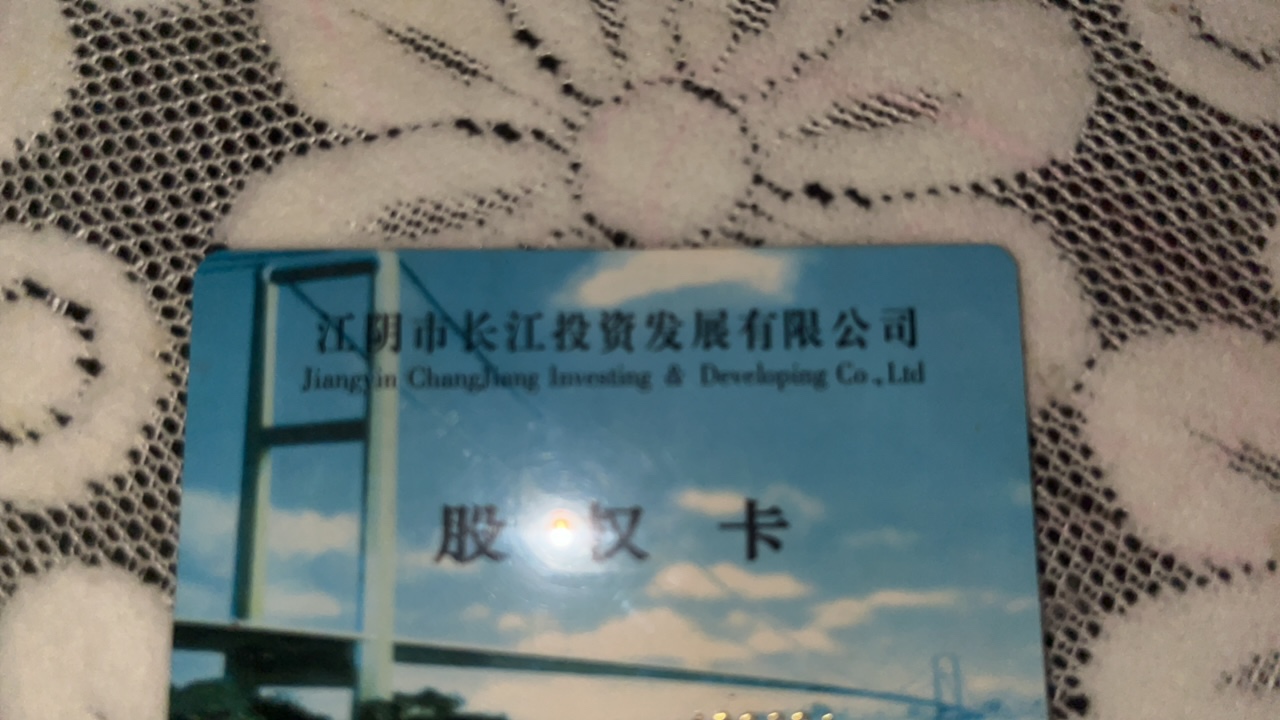 江阴市长江投资发展有限公司
Jiangyin Changjiang Investing & Developing Co.,Ltd
股 权 卡